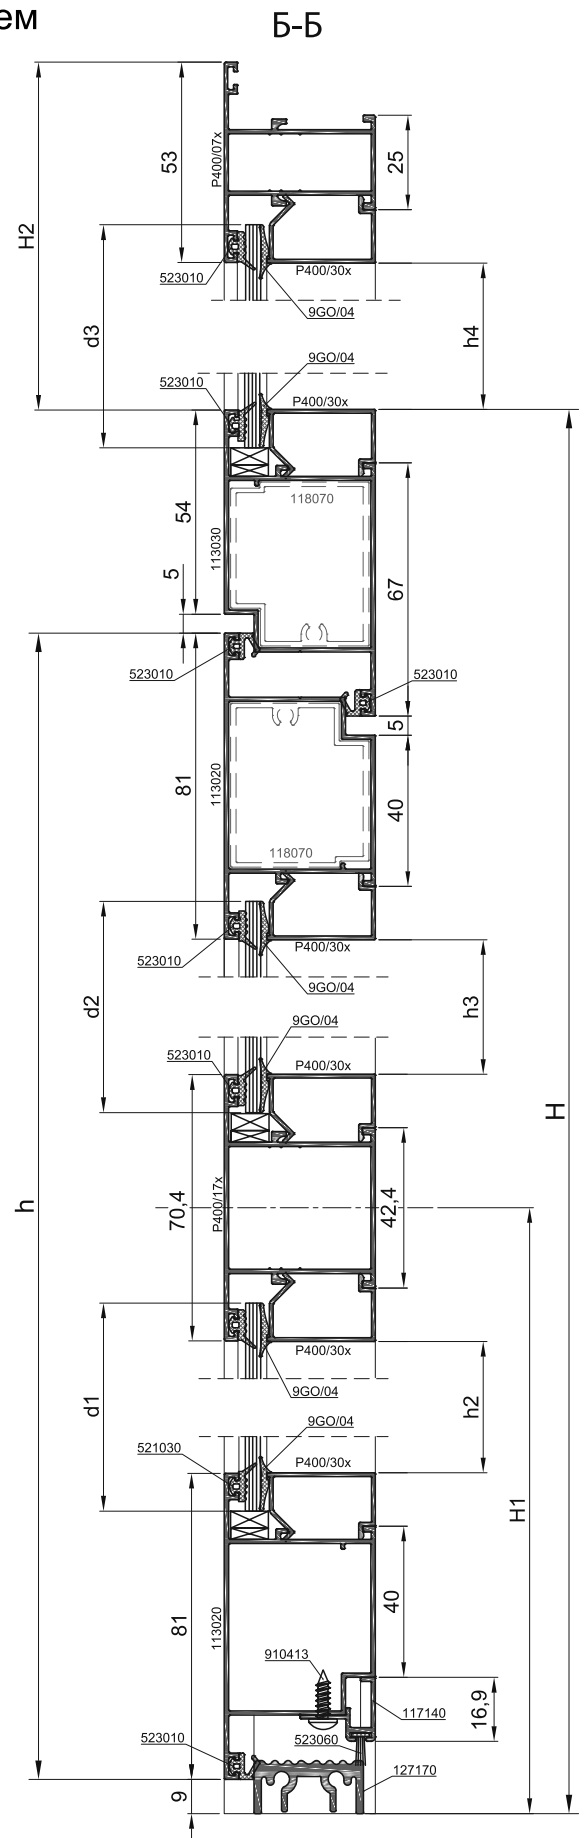 ем
Б-Б
H2
53
P400/07x
25
523010
P400/30x
9GO/04
d3
h4
9GO/04
523010
P400/30x
54
118070
113030
5
67
523010
523010
5
81
113020
40
118070
523010
P400/30x
9GO/04
d2
h3
9GO/04
523010
P400/30x
H
h
70,4
P400/17x
42,4
P400/30x
9GO/04
d1
h2
9GO/04
521030
P400/30x
H1
81
113020
40
910413
16,9
117140
523010
523060
127170
9